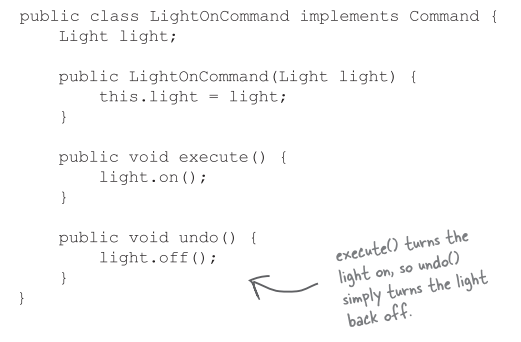 public class LightOnCommand implements Command {
    Light light;

    public LightOnCommand(Light light) {
        this.light = light;
    }

    public void execute() {
        light.on();
    }

    public void undo() {
        light.off();
    }
}
execute() turns the
light on, so undo()
simply turns the light
back off.